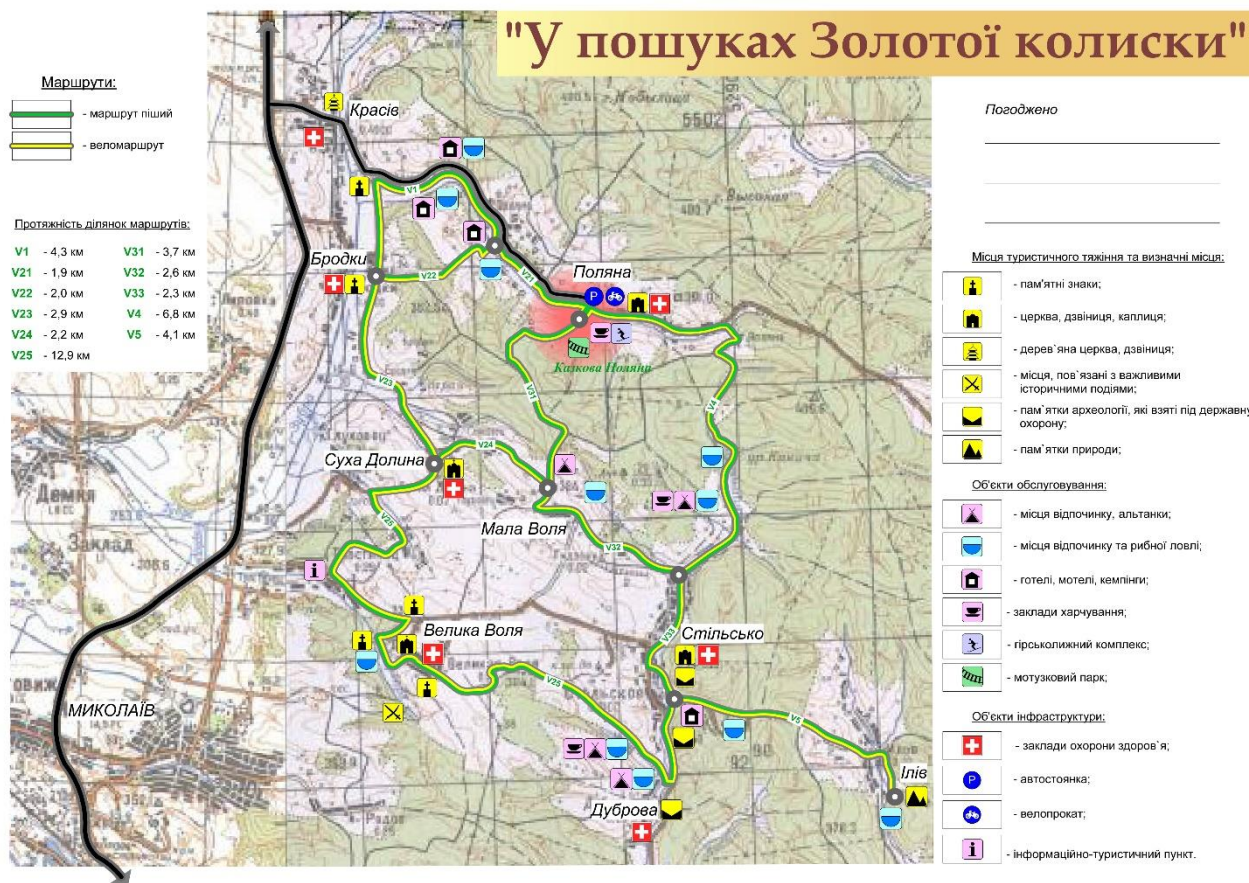 "У пошуках Золотої колиски"
Маршрути:
- маршрут піший
- веломаршрут
Протяжність ділянок маршрутів:
V1 - 4,3 км
V21 - 1,9 км
V22 - 2,0 км
V23 - 2,9 км
V24 - 2,2 км
V25 - 12,9 км
V31 - 3,7 км
V32 - 2,6 км
V33 - 2,3 км
V4 - 6,8 км
V5 - 4,1 км
Красів
V1
Бродки
V22
V21
Поляна
P
Казкова Поляна
V23
V31
V4
Суха Долина
V24
Мала Воля
V25
V32
i
Велика Воля
V33
Стільсько
V25
V5
МИКОЛАЇВ
Дуброва
Ілів
Демня
Заклад
5502
Погоджено
Місця туристичного тяжіння та визначні місця:
- пам'ятні знаки;
- церква, дзвіниця, каплиця;
- дерев`яна церква, дзвіниця;
- місця, пов`язані з важливими
історичними подіями;
- пам`ятки археології, які взяті під державну
охорону;
- пам`ятки природи;
Об'єкти обслуговування:
- місця відпочинку, альтанки;
- місця відпочинку та рибної ловлі;
- готелі, мотелі, кемпінги;
- заклади харчування;
- гірськолижний комплекс;
- мотузковий парк;
Об'єкти інфраструктури:
- заклади охорони здоров`я;
P - автостоянка;
- велопрокат;
i - інформаційно-туристичний пункт.